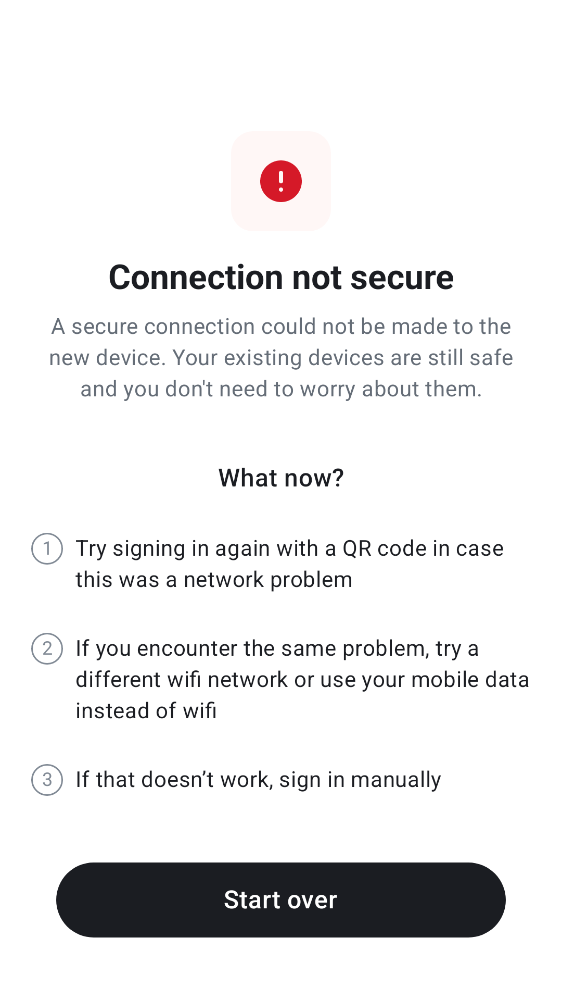 Connection not secure
A secure connection could not be made to the
new device. Your existing devices are still safe
and you don't need to worry about them.
What now?
1 Try signing in again with a QR code in case
this was a network problem
2 If you encounter the same problem, try a
different wifi network or use your mobile data
instead of wifi
3 If that doesn’t work, sign in manually
Start over